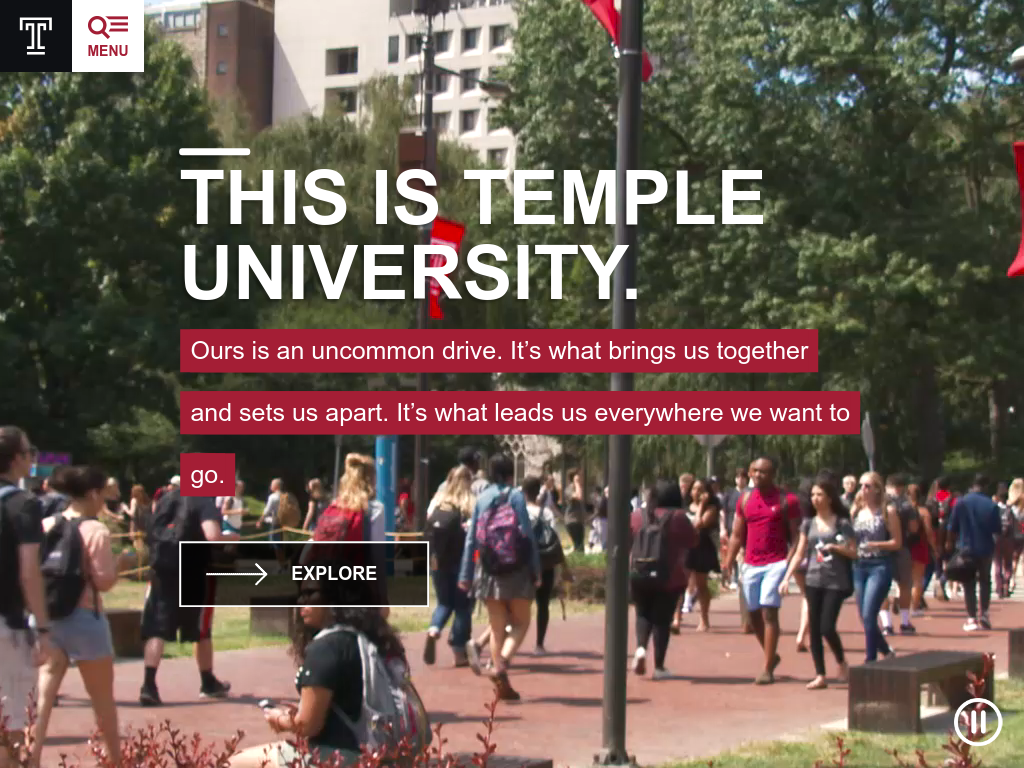 T
MENU
THIS IS TEMPLE
UNIVERSITY.
Ours is an uncommon drive. It’s what brings us together
and sets us apart. It’s what leads us everywhere we want to
go.
EXPLORE